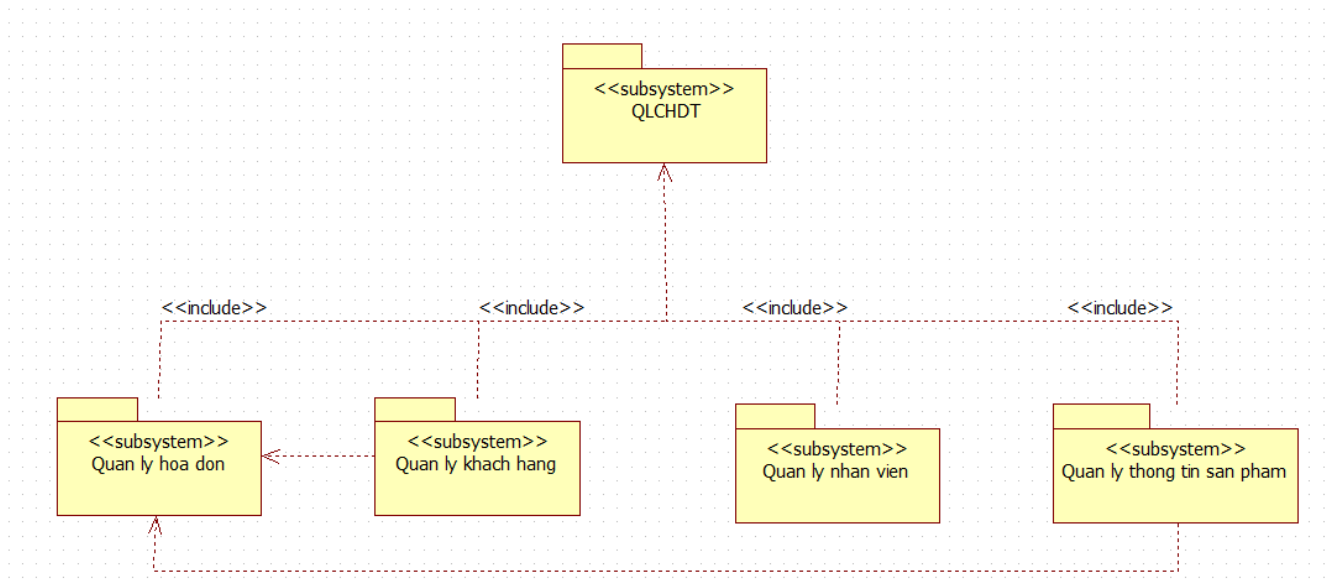 <<subsystem>>
QLCHDT
<<include>>
<<include>>
<<include>>
<<include>>
<<subsystem>>
Quan ly hoa don
<<subsystem>>
Quan ly khach hang
<<subsystem>>
Quan ly nhan vien
<<subsystem>>
Quan ly thong tin san pham